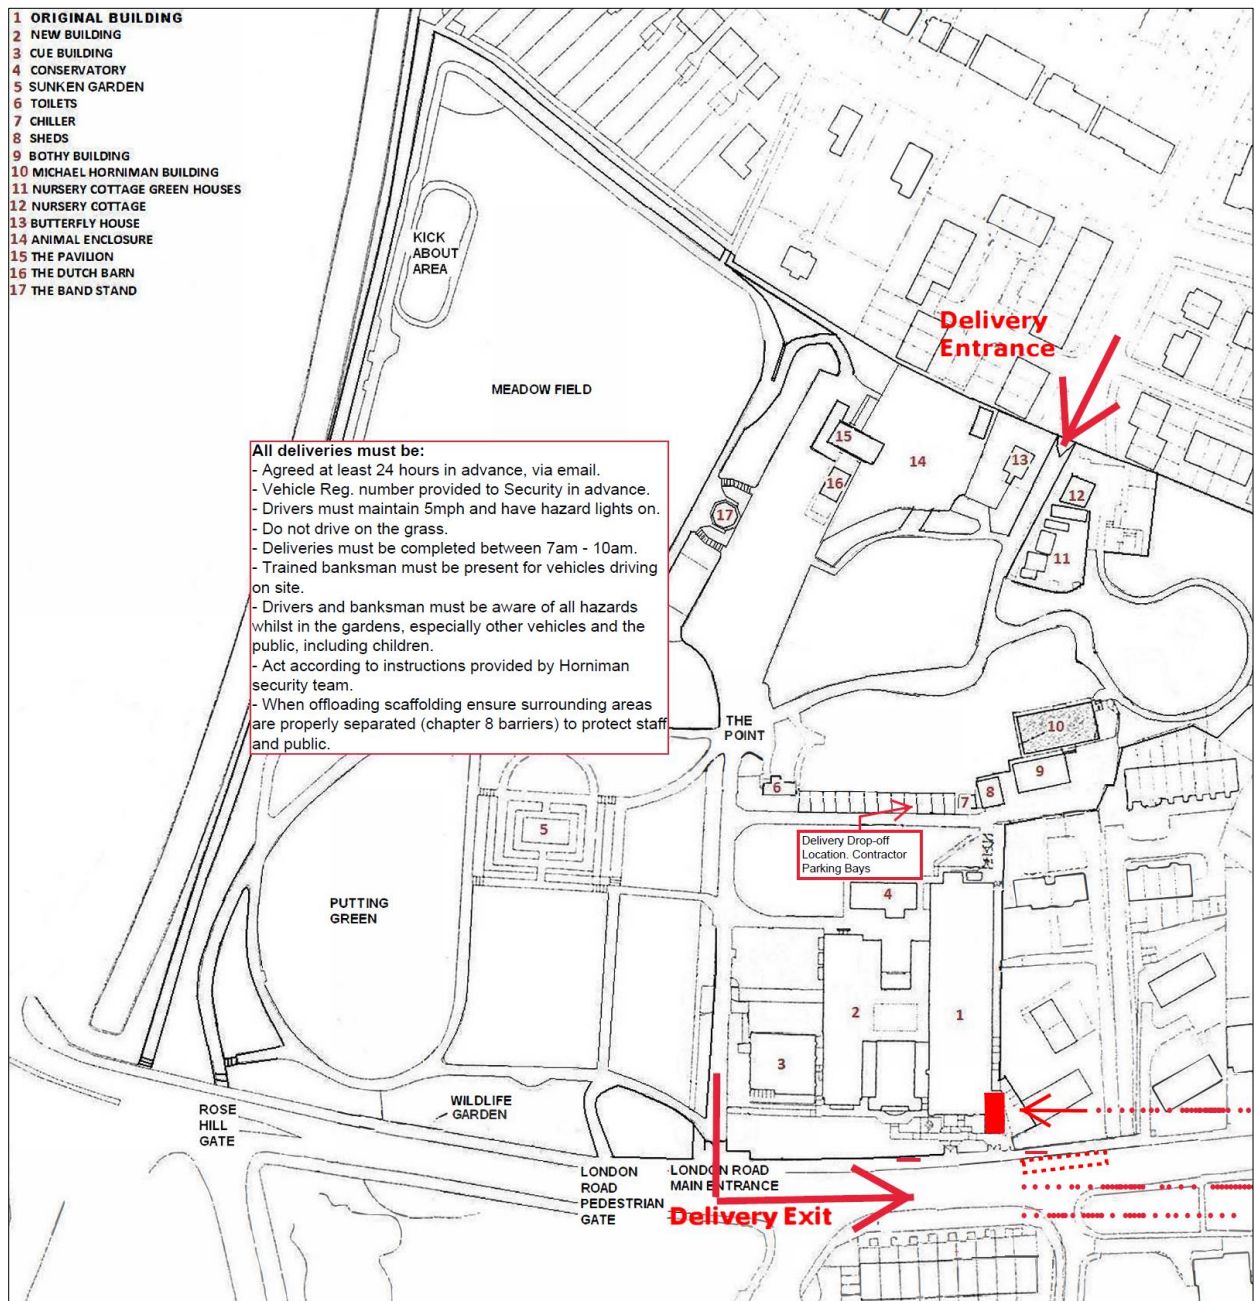 1 ORIGINAL BUILDING
2 NEW BUILDING
3 CUE BUILDING
4 CONSERVATORY
5 SUNKEN GARDEN
6 TOILETS
7 CHILLER
8 SHEDS
9 BOTHY BUILDING
10 MICHAEL HORNIMAN BUILDING
11 NURSERY COTTAGE GREEN HOUSES
12 NURSERY COTTAGE
13 BUTTERFLY HOUSE
14 ANIMAL ENCLOSURE
15 THE PAVILION
16 THE DUTCH BARN
17 THE BAND STAND
KICK
ABOUT
AREA
Delivery
Entrance
MEADOW FIELD
All deliveries must be:
- Agreed at least 24 hours in advance, via email.
- Vehicle Reg. number provided to Security in advance.
- Drivers must maintain 5mph and have hazard lights on.
- Do not drive on the grass.
- Deliveries must be completed between 7am - 10am.
- Trained banksman must be present for vehicles driving
on site.
- Drivers and banksman must be aware of all hazards
whilst in the gardens, especially other vehicles and the
public, including children.
- Act according to instructions provided by Horniman
security team.
- When offloading scaffolding ensure surrounding areas
are properly separated (chapter 8 barriers) to protect staff
and public.
15
14
13
16
12
17
11
THE
POINT
10
9
8
7
6
5
Delivery Drop-off
Location. Contractor
Parking Bays
4
PUTTING
GREEN
2
1
3
WILDLIFE
GARDEN
ROSE
HILL
GATE
LONDON
ROAD
PEDESTRIAN
GATE
LONDON ROAD
MAIN ENTRANCE
Delivery Exit